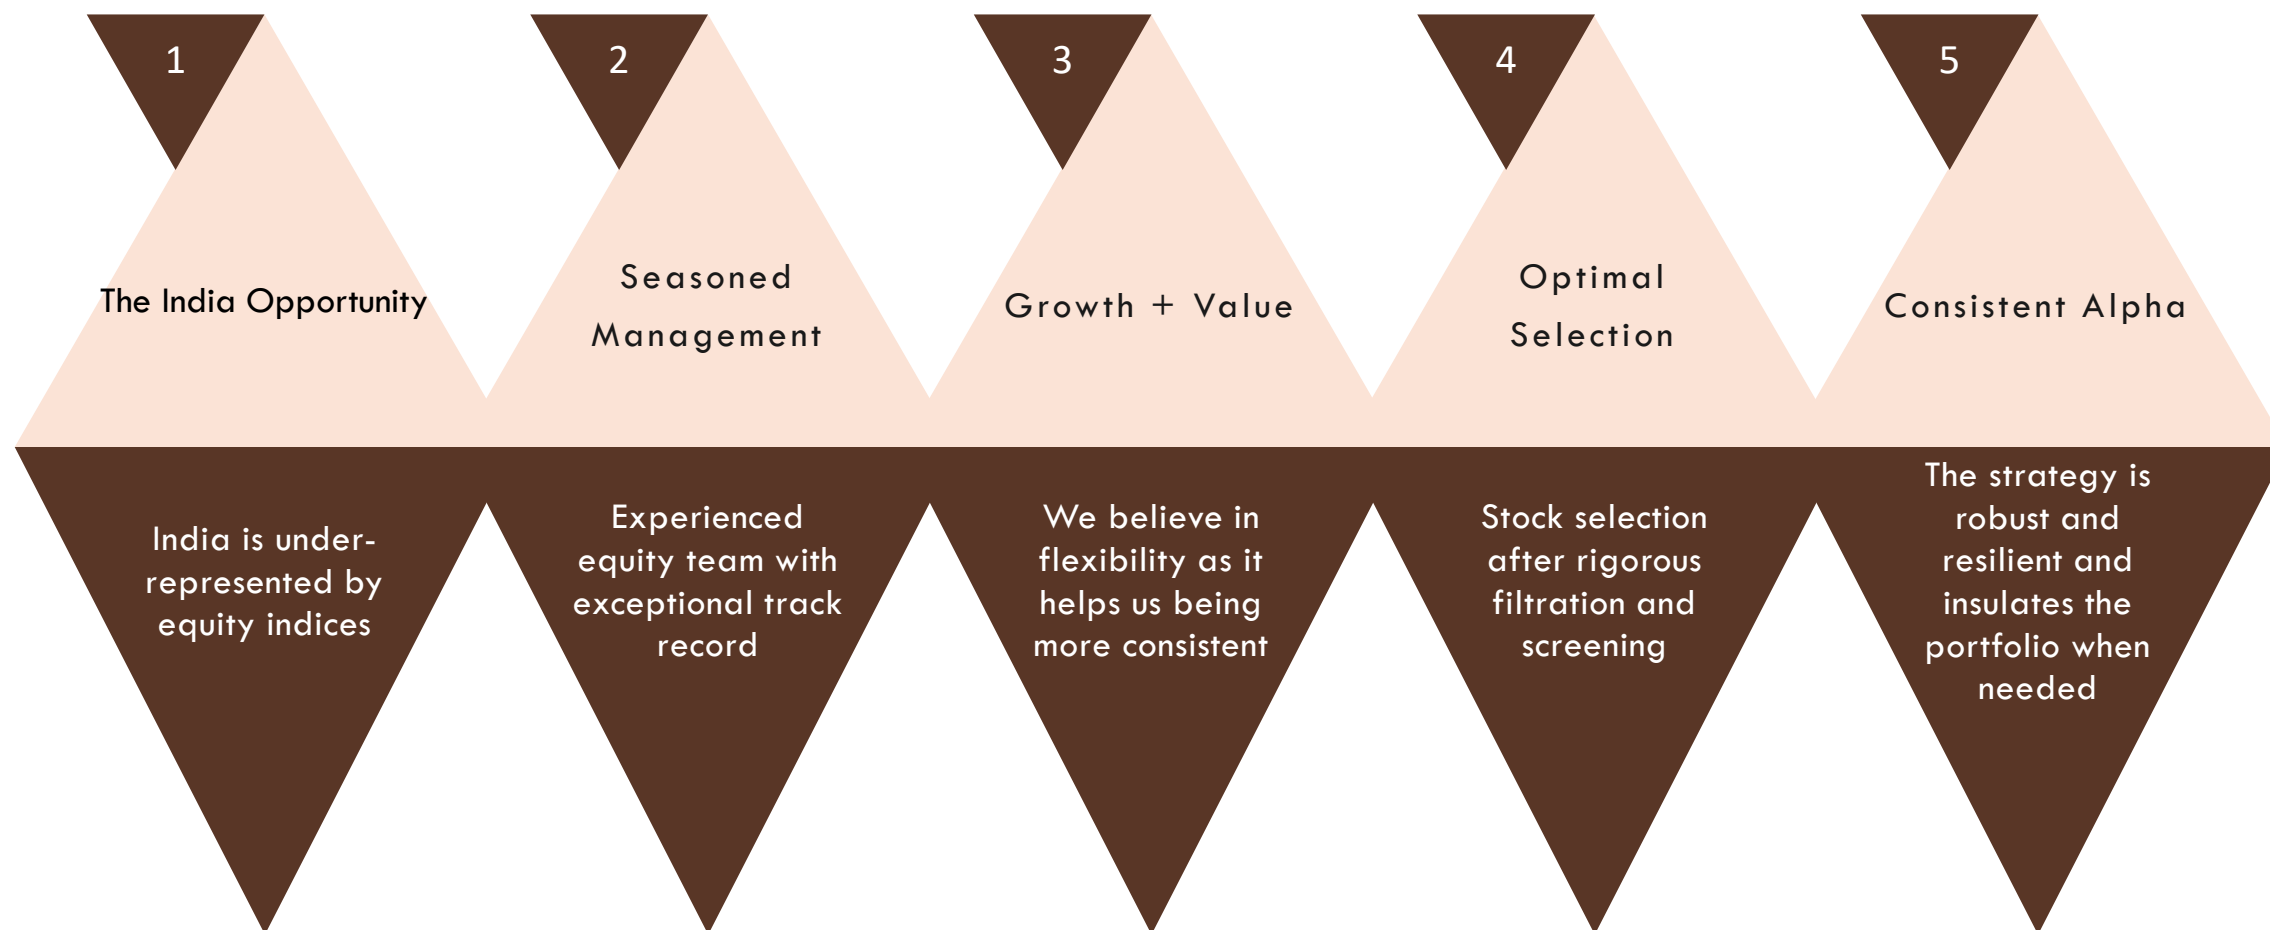 1
The India Opportunity
India is under-
represented by
equity indices
2
Seasoned
Management
Experienced
equity team with
exceptional track
record
3
Growth + Value
We believe in
flexibility as it
helps us being
more consistent
4
Optimal
Selection
Stock selection
after rigorous
filtration and
screening
5
Consistent Alpha
The strategy is
robust and
resilient and
insulates the
portfolio when
needed